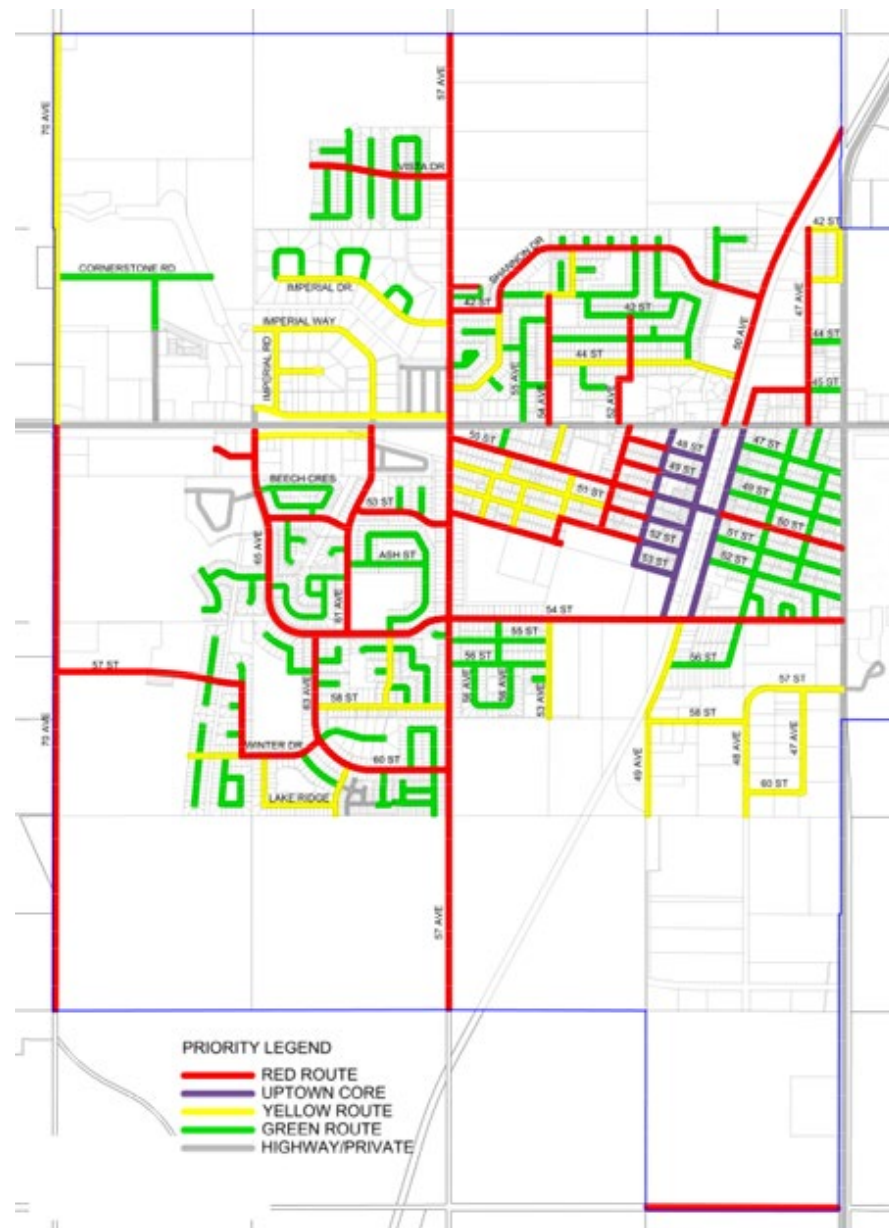 70 AVE
57 AVE
VISTA DR
42 ST
SHANNON DR
CORNERSTONE RD
IMPERIAL DR.
42 ST
42 ST
47 AVE
IMPERIAL WAY
50 AVE
IMPERIAL RD
44 ST
44 ST
55 AVE
54 AVE
52 AVE
45 ST
50 ST
48 ST
47 ST
49 ST
BEECH CRES
51 ST
49 ST
53 ST
50 ST
52 ST
51 ST
ASH ST
53 ST
52 ST
65 AVE
61 AVE
54 ST
55 ST
56 ST
56 ST
57 ST
57 ST
63 AVE
56 AVE
53 AVE
58 ST
58 ST
70 AVE
WINTER DR
49 AVE
48 AVE
47 AVE
60 ST
60 ST
LAKE RIDGE
57 AVE
PRIORITY LEGEND
RED ROUTE
UPTOWN CORE
YELLOW ROUTE
GREEN ROUTE
HIGHWAY/PRIVATE